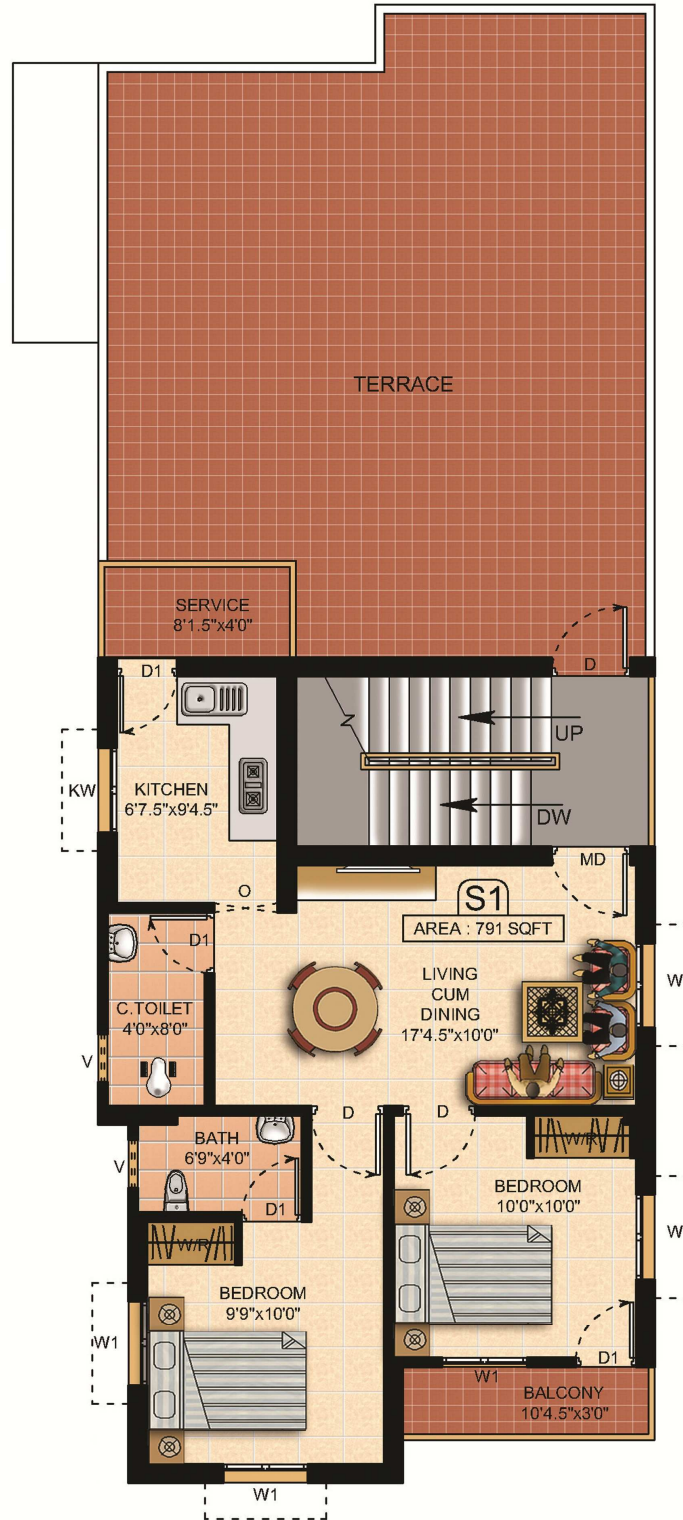 TERRACE
SERVICE
8'1.5"x4'0"
D1
D
UP
KW
KITCHEN
6'7.5"x9'4.5"
DW
O
MD
S1
AREA : 791 SQFT
D1
W
LIVING
CUM
DINING
17'4.5"x10'0"
C.TOILET
4'0"x8'0"
V
D
D
BATH
6'9"x4'0"
V
W/R
D1
BEDROOM
10'0"x10'0"
W
W/R
BEDROOM
9'9"x10'0"
W1
D1
W1
BALCONY
10'4.5"x3'0"
W1